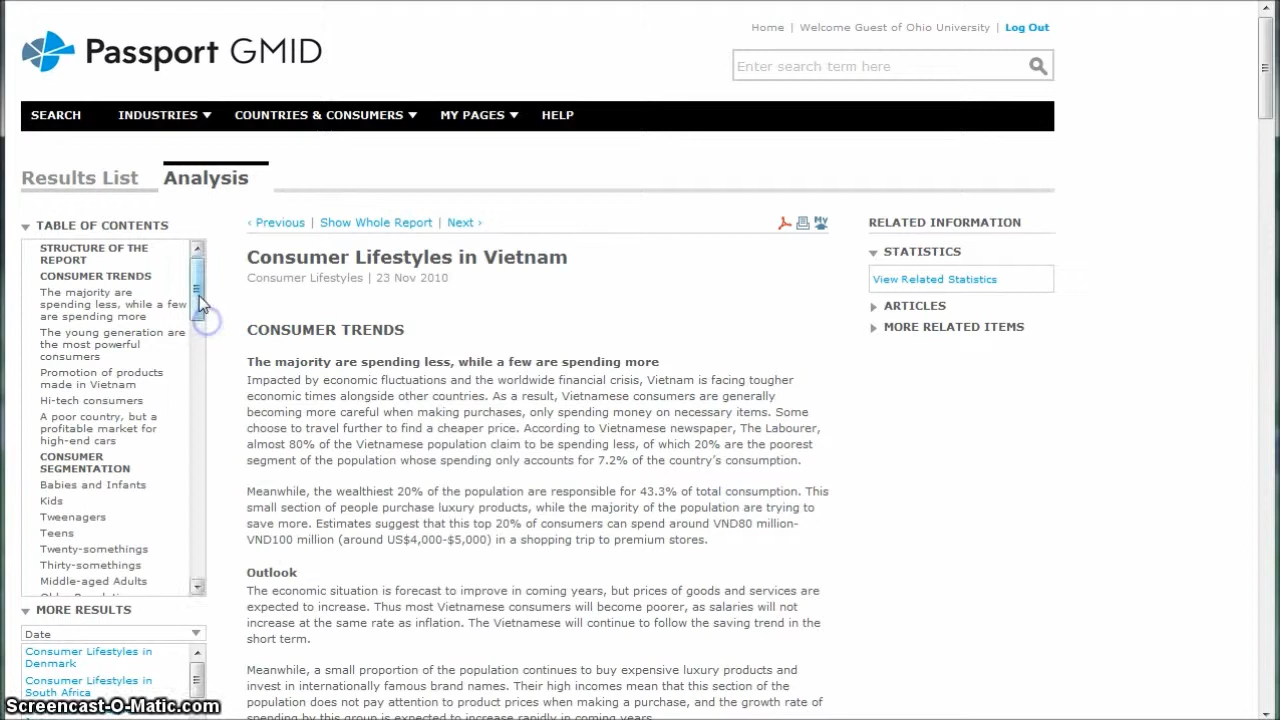 Home | Welcome Guest of Ohio University | Log Out
Passport GMID
Enter search term here
SEARCH INDUSTRIES COUNTRIES & CONSUMERS MY PAGES HELP
Results List Analysis
TABLE OF CONTENTS
STRUCTURE OF THE
REPORT
CONSUMER TRENDS
The majority are
spending less, while a few
are spending more
The young generation are
the most powerful
consumers
Promotion of products
made in Vietnam
Hi-tech consumers
A poor country, but a
profitable market for
high-end cars
CONSUMER
SEGMENTATION
Babies and Infants
Kids
Tweenagers
Teens
Twenty-somethings
Thirty-somethings
Middle-aged Adults
MORE RESULTS
Date
Consumer Lifestyles in
Denmark
Consumer Lifestyles in
South Africa
‹ Previous | Show Whole Report | Next ›
MY
Consumer Lifestyles in Vietnam
Consumer Lifestyles | 23 Nov 2010
CONSUMER TRENDS
The majority are spending less, while a few are spending more
Impacted by economic fluctuations and the worldwide financial crisis, Vietnam is facing tougher
economic times alongside other countries. As a result, Vietnamese consumers are generally
becoming more careful when making purchases, only spending money on necessary items. Some
choose to travel further to find a cheaper price. According to Vietnamese newspaper, The Labourer,
almost 80% of the Vietnamese population claim to be spending less, of which 20% are the poorest
segment of the population whose spending only accounts for 7.2% of the country's consumption.
Meanwhile, the wealthiest 20% of the population are responsible for 43.3% of total consumption. This
small section of people purchase luxury products, while the majority of the population are trying to
save more. Estimates suggest that this top 20% of consumers can spend around VND80 million-
VND100 million (around US$4,000-$5,000) in a shopping trip to premium stores.
Outlook
The economic situation is forecast to improve in coming years, but prices of goods and services are
expected to increase. Thus most Vietnamese consumers will become poorer, as salaries will not
increase at the same rate as inflation. The Vietnamese will continue to follow the saving trend in the
short term.
Meanwhile, a small proportion of the population continues to buy expensive luxury products and
invest in internationally famous brand names. Their high incomes mean that this section of the
population does not pay attention to product prices when making a purchase, and the growth rate of
spending by this group is expected to increase rapidly in coming years.
RELATED INFORMATION
STATISTICS
View Related Statistics
ARTICLES
MORE RELATED ITEMS
Screencast-O-Matic.com